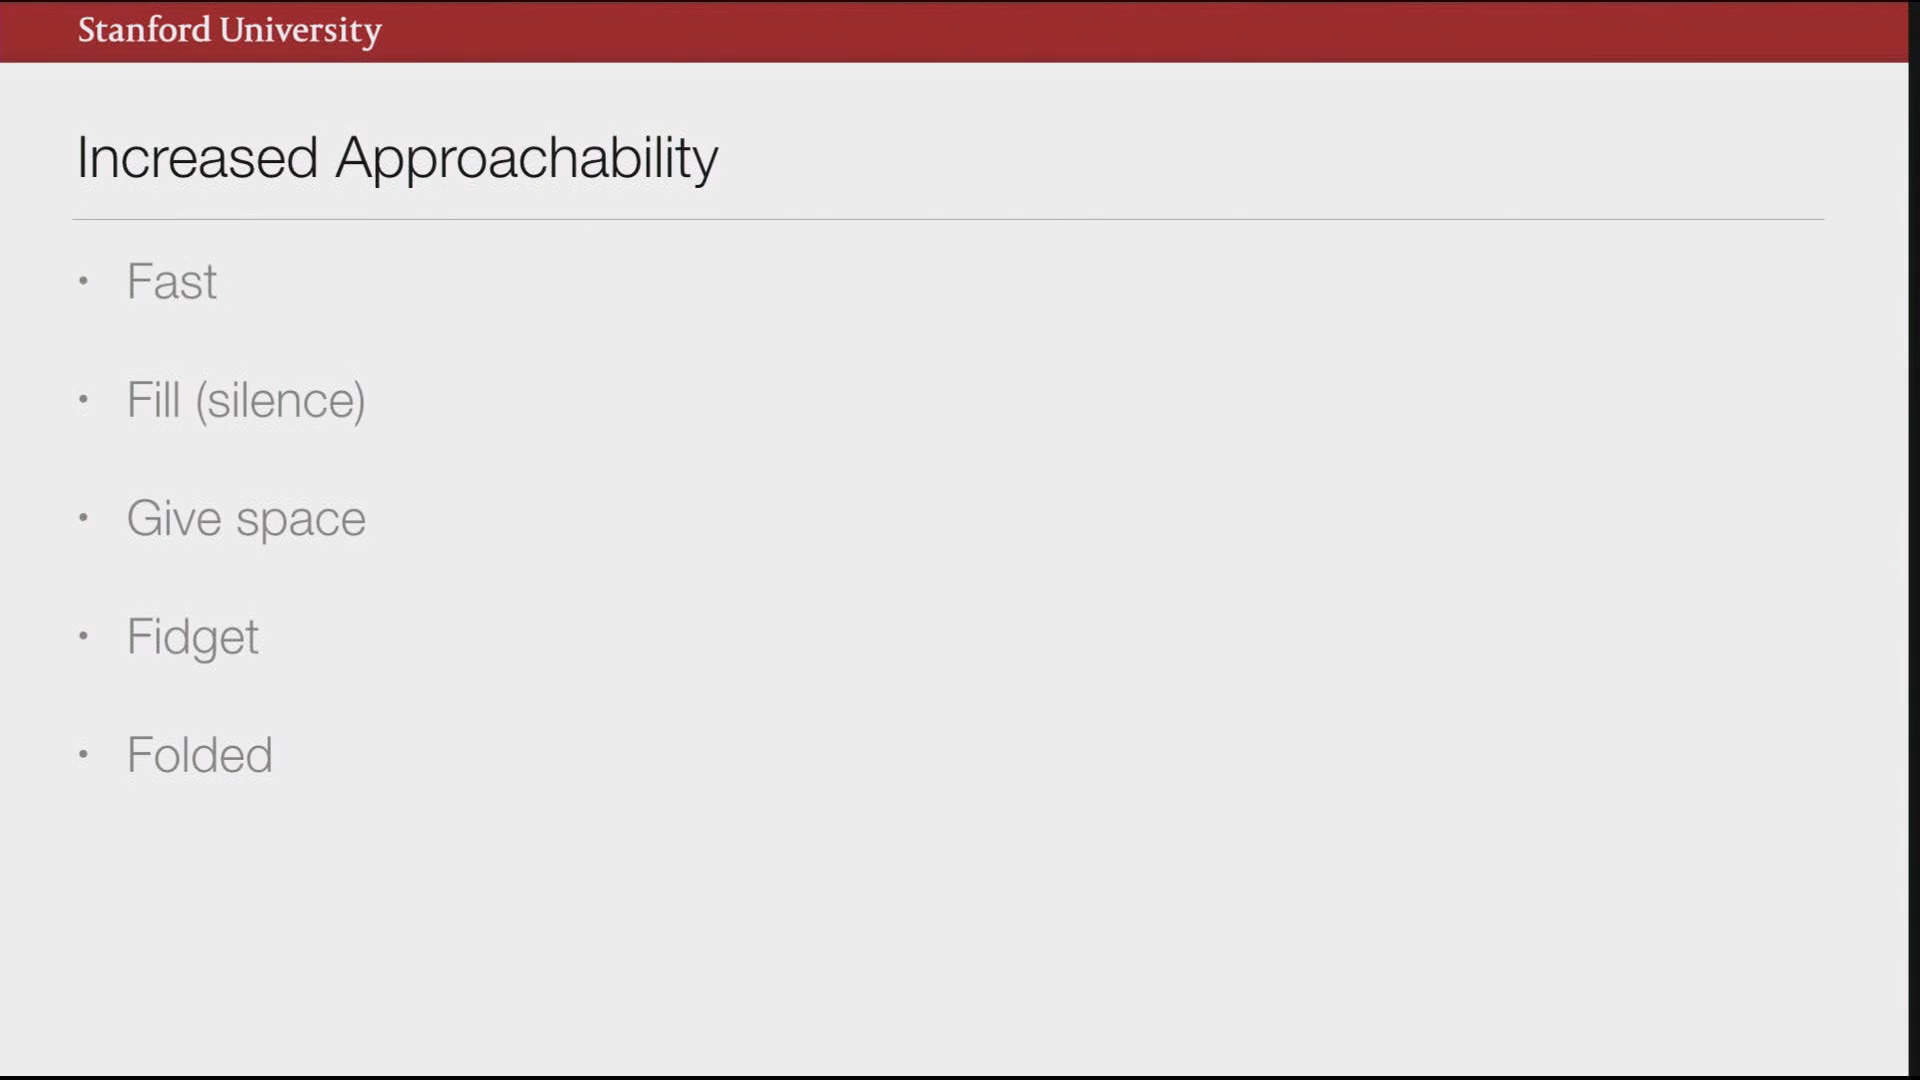 Stanford University
Increased Approachability
• Fast
• Fill (silence)
• Give space
• Fidget
• Folded